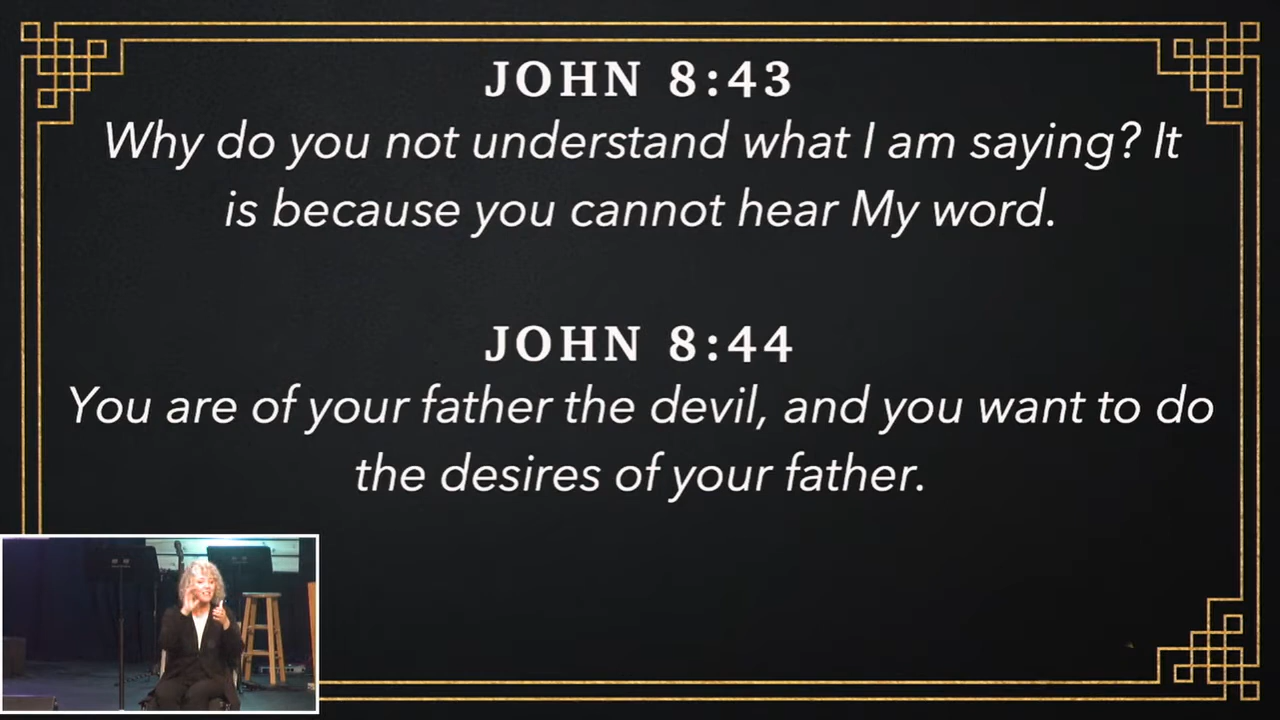 JOHN 8:43
Why do you not understand what I am saying? It
is because you cannot hear My word.
JOHN 8:44
You are of your father the devil, and you want to do
the desires of your father.